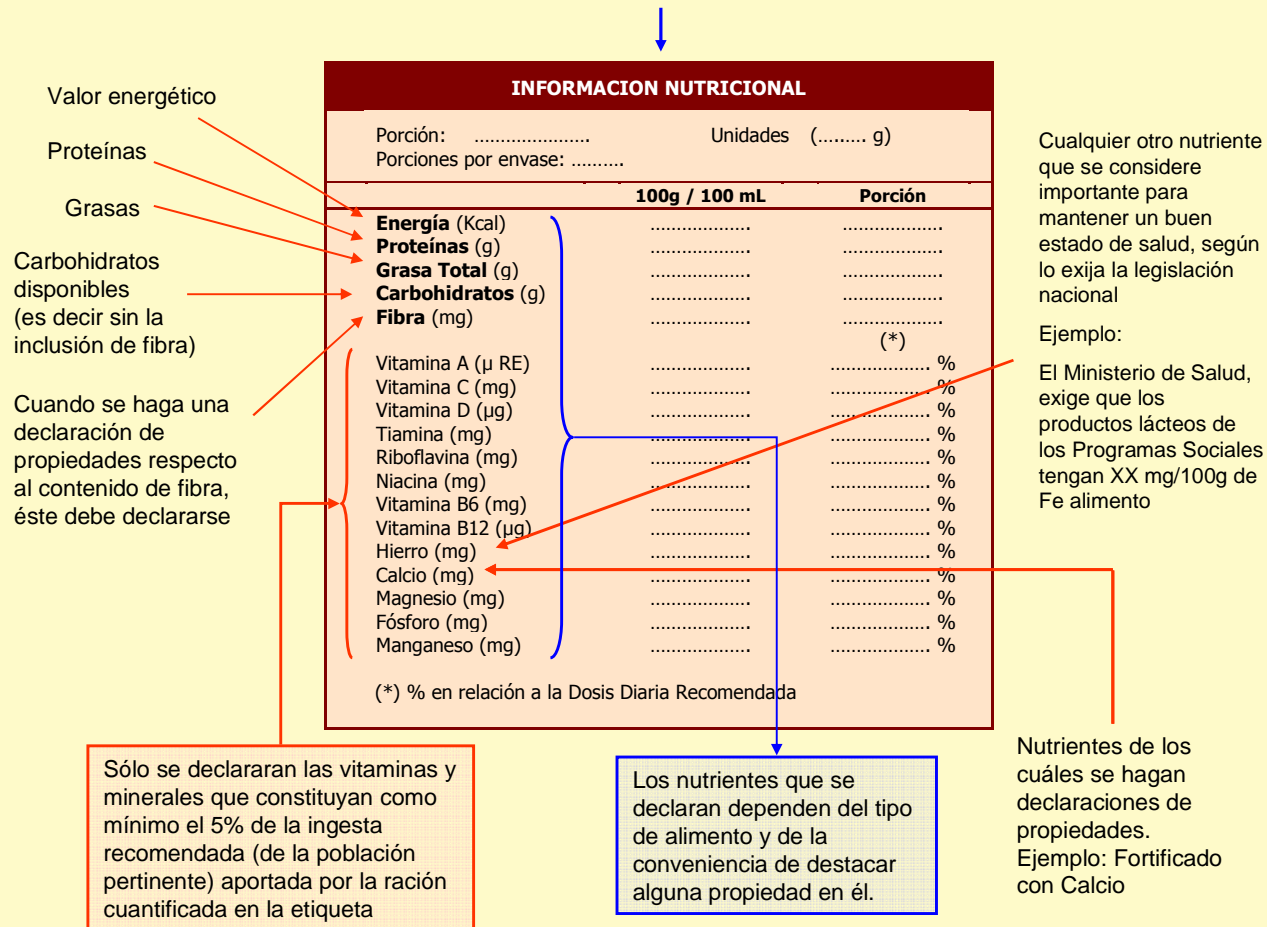 Valor energético
Proteínas
Grasas
Carbohidratos
disponibles
(es decir sin la
inclusión de fibra)
Cuando se haga una
declaración de
propiedades respecto
al contenido de fibra,
éste debe declararse
INFORMACION NUTRICIONAL
Porción: ...................... Unidades (......... g)
Porciones por envase: ..........
100g / 100 mL Porción
Energía (Kcal) ................... ...................
Proteínas (g) ................... ...................
Grasa Total (g) ................... ...................
Carbohidratos (g) ................... ...................
Fibra (mg) ................... ...................
(*)
Vitamina A (µ RE) ................... ................... %
Vitamina C (mg) ................... ................... %
Vitamina D (µg) ................... ................... %
Tiamina (mg) ................... ................... %
Riboflavina (mg) ................... ................... %
Niacina (mg) ................... ................... %
Vitamina B6 (mg) ................... ................... %
Vitamina B12 (µg) ................... ................... %
Hierro (mg) ................... ................... %
Calcio (mg) ................... ................... %
Magnesio (mg) ................... ................... %
Fósforo (mg) ................... ................... %
Manganeso (mg) ................... ................... %
(*) % en relación a la Dosis Diaria Recomendada
Cualquier otro nutriente
que se considere
importante para
mantener un buen
estado de salud, según
lo exija la legislación
nacional
Ejemplo:
El Ministerio de Salud,
exige que los
productos lácteos de
los Programas Sociales
tengan XX mg/100g de
Fe alimento
Sólo se declararan las vitaminas y
minerales que constituyan como
mínimo el 5% de la ingesta
recomendada (de la población
pertinente) aportada por la ración
cuantificada en la etiqueta
Los nutrientes que se
declaran dependen del tipo
de alimento y de la
conveniencia de destacar
alguna propiedad en él.
Nutrientes de los
cuáles se hagan
declaraciones de
propiedades.
Ejemplo: Fortificado
con Calcio